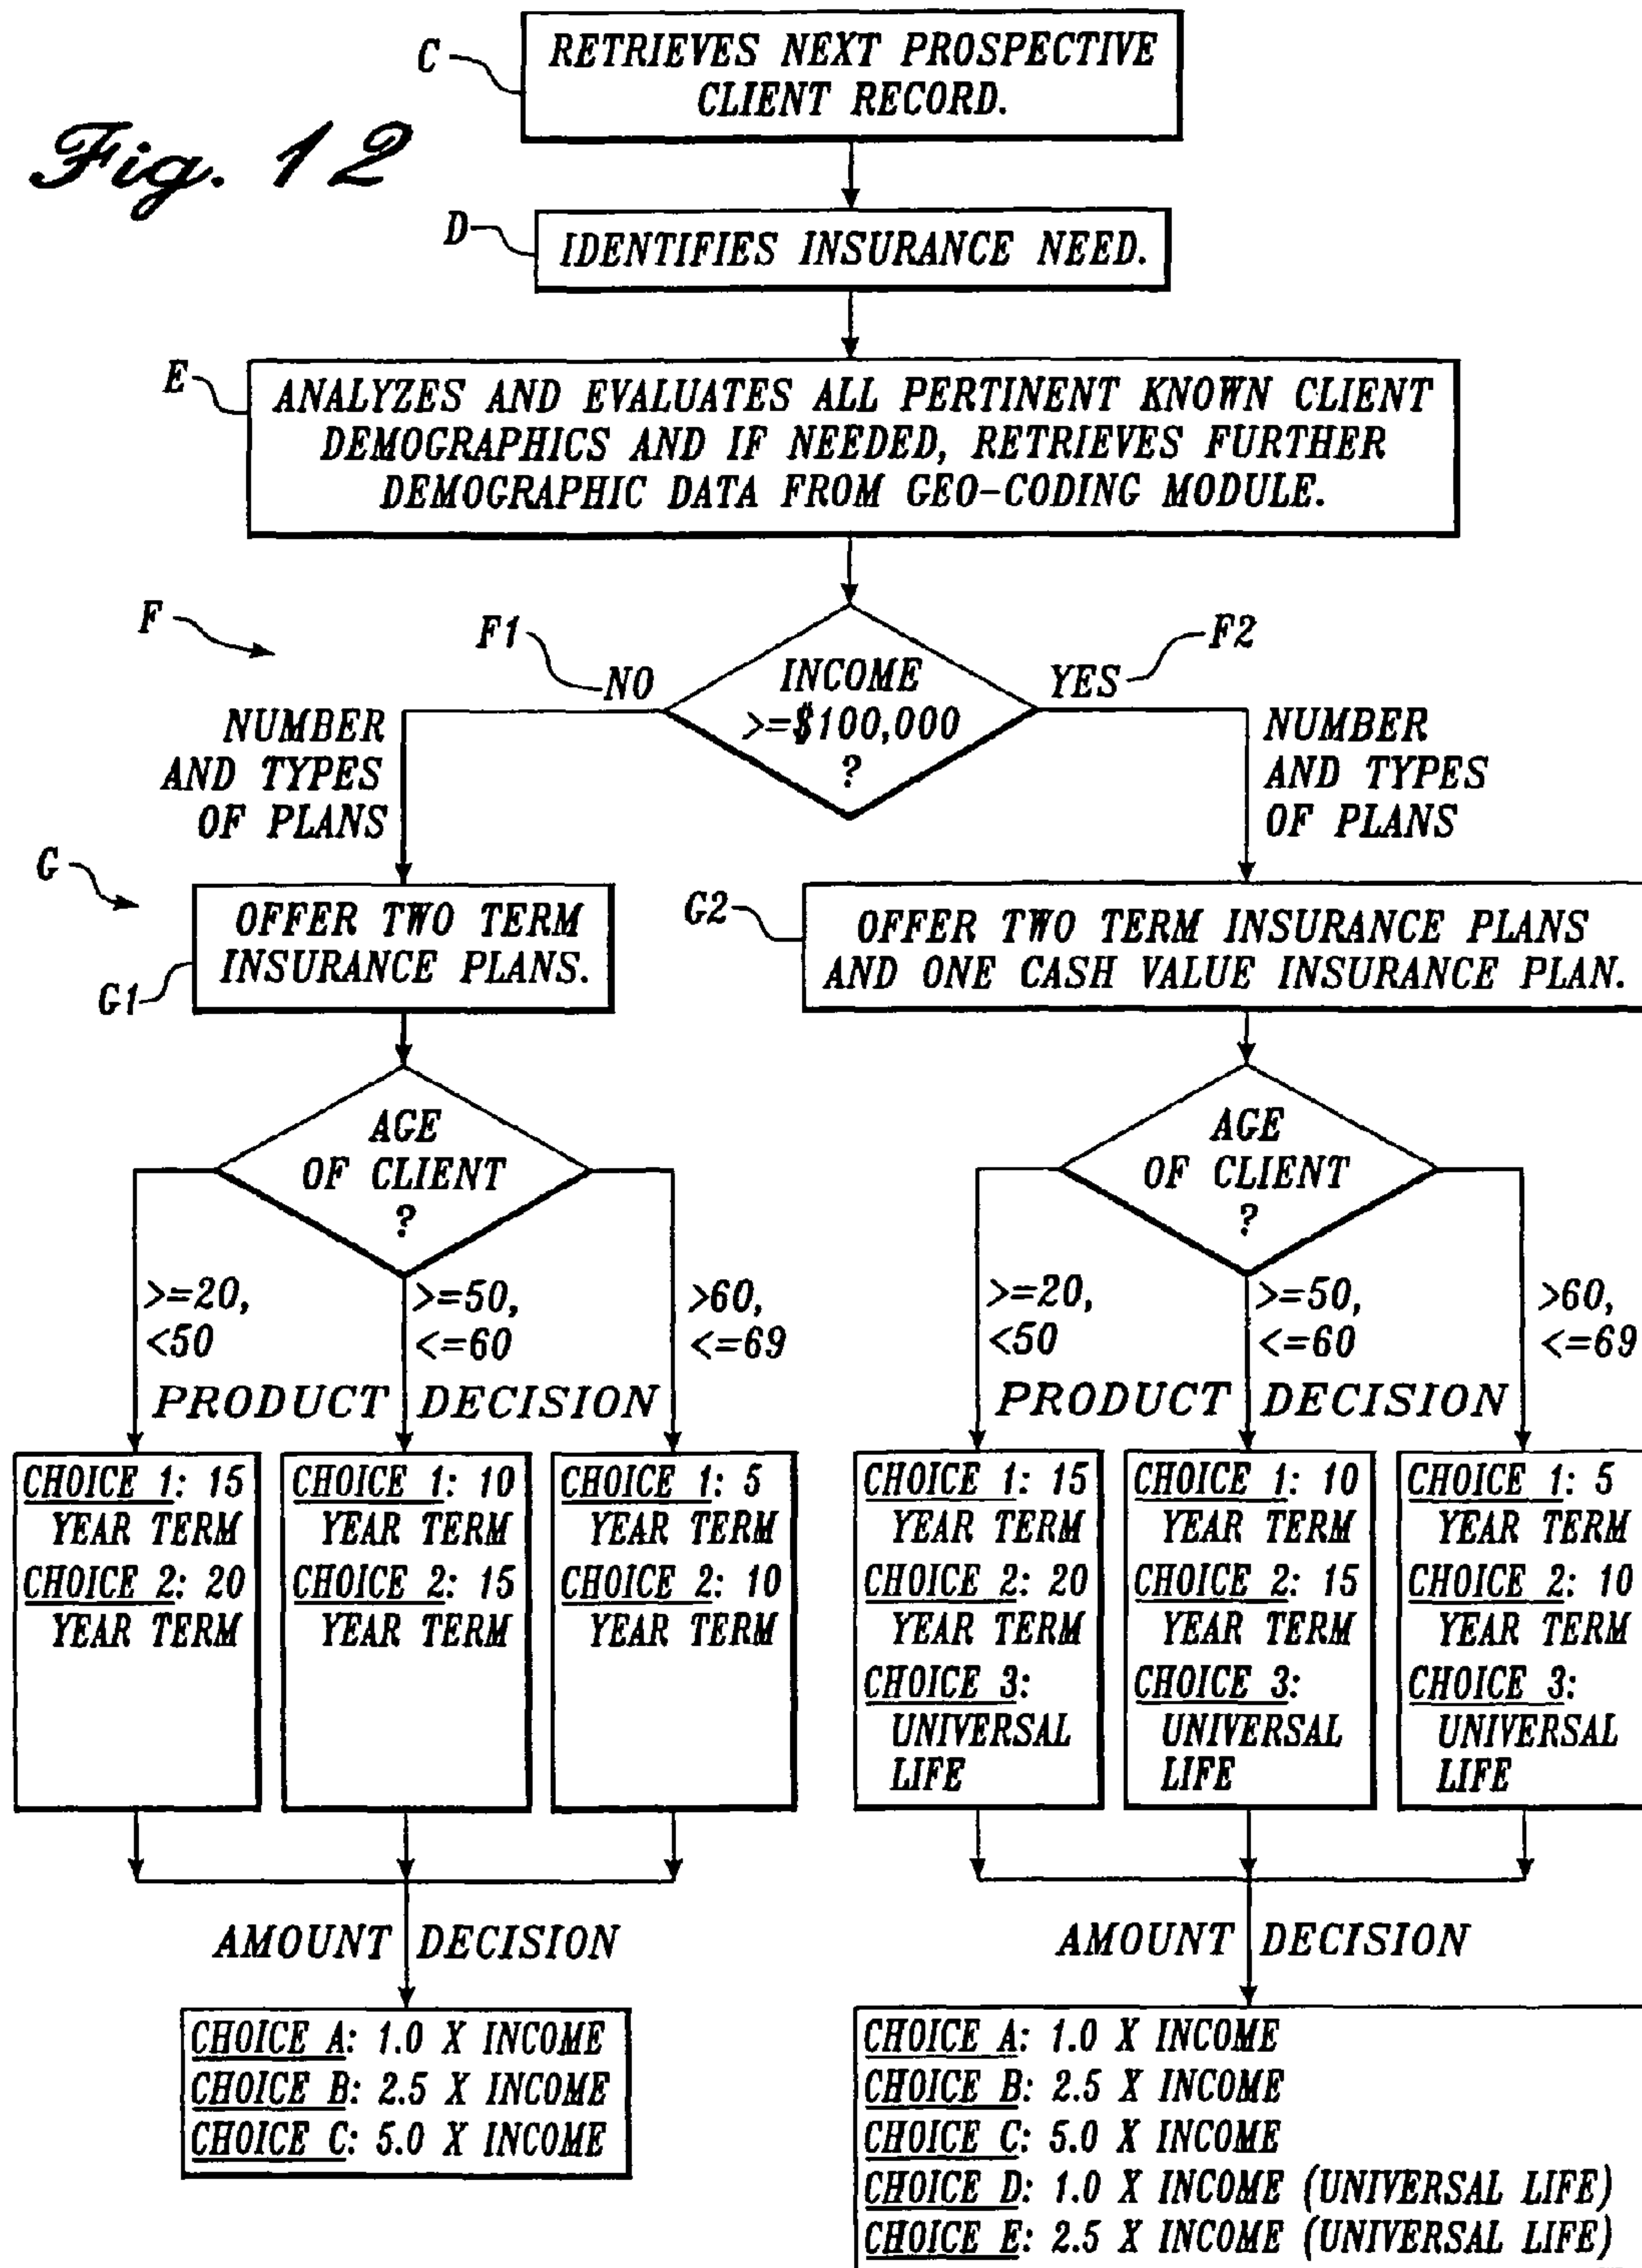 Fig. 12
C
RETRIEVES NEXT PROSPECTIVE
CLIENT RECORD.
D
IDENTIFIES INSURANCE NEED.
E
ANALYZES AND EVALUATES ALL PERTINENT KNOWN CLIENT
DEMOGRAPHICS AND IF NEEDED, RETRIEVES FURTHER
DEMOGRAPHIC DATA FROM GEO-CODING MODULE.
F
F1
NO
INCOME
>=$100,000
?
YES
F2
NUMBER
AND TYPES
OF PLANS
NUMBER
AND TYPES
OF PLANS
G
G1
OFFER TWO TERM
INSURANCE PLANS.
G2
OFFER TWO TERM INSURANCE PLANS
AND ONE CASH VALUE INSURANCE PLAN.
AGE
OF CLIENT
?
>=20,
<50
>=50,
<=60
>60,
<=69
PRODUCT DECISION
CHOICE 1: 15
YEAR TERM
CHOICE 2: 20
YEAR TERM
CHOICE 1: 10
YEAR TERM
CHOICE 2: 15
YEAR TERM
CHOICE 1: 5
YEAR TERM
CHOICE 2: 10
YEAR TERM
AMOUNT DECISION
CHOICE A: 1.0 X INCOME
CHOICE B: 2.5 X INCOME
CHOICE C: 5.0 X INCOME
AGE
OF CLIENT
?
>=20,
<50
>=50,
<=60
>60,
<=69
PRODUCT DECISION
CHOICE 1: 15
YEAR TERM
CHOICE 2: 20
YEAR TERM
CHOICE 3:
UNIVERSAL
LIFE
CHOICE 1: 10
YEAR TERM
CHOICE 2: 15
YEAR TERM
CHOICE 3:
UNIVERSAL
LIFE
CHOICE 1: 5
YEAR TERM
CHOICE 2: 10
YEAR TERM
CHOICE 3:
UNIVERSAL
LIFE
AMOUNT DECISION
CHOICE A: 1.0 X INCOME
CHOICE B: 2.5 X INCOME
CHOICE C: 5.0 X INCOME
CHOICE D: 1.0 X INCOME (UNIVERSAL LIFE)
CHOICE E: 2.5 X INCOME (UNIVERSAL LIFE)